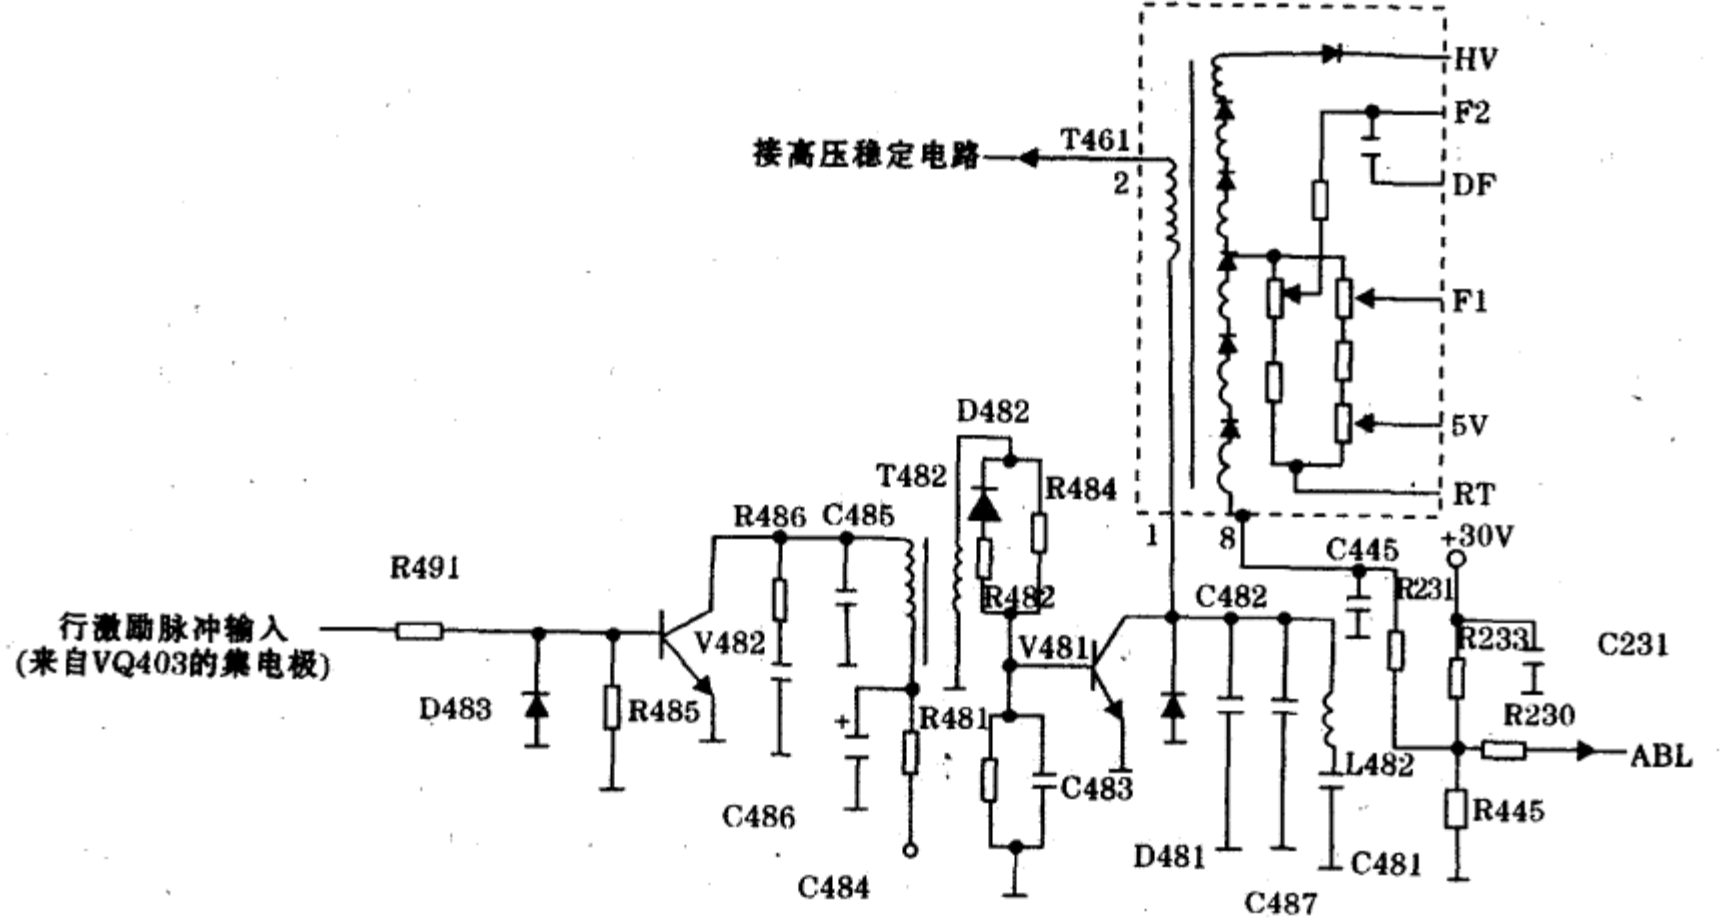 HV
F2
接高压稳定电路
T461
2
DF
F1
D482
5V
T482
R484
RT
R486
C485
1
8
+30V
C445
R491
R482
C482
R231
行激励脉冲输入
(来自VQ403的集电极)
V482
V481
R233
C231
D483
R485
+
R481
R230
L482
ABL
C486
C483
R445
D481
C481
C484
C487